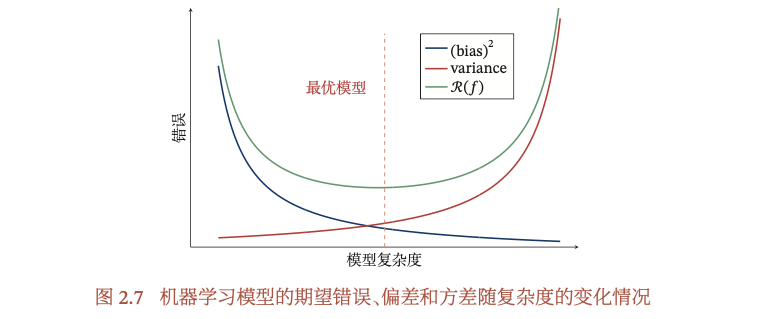 (bias)²
variance
ℛ(f)
最优模型
错误
模型复杂度
图 2.7 机器学习模型的期望错误、偏差和方差随复杂度的变化情况